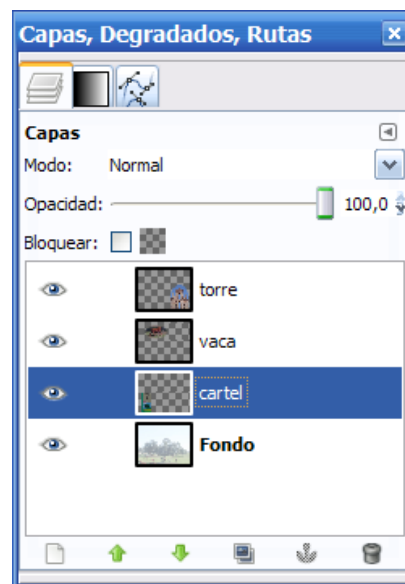 Capas, Degradados, Rutas
Capas
Modo: Normal
Opacidad: 100,0
Bloquear:
torre
vaca
cartel
Fondo